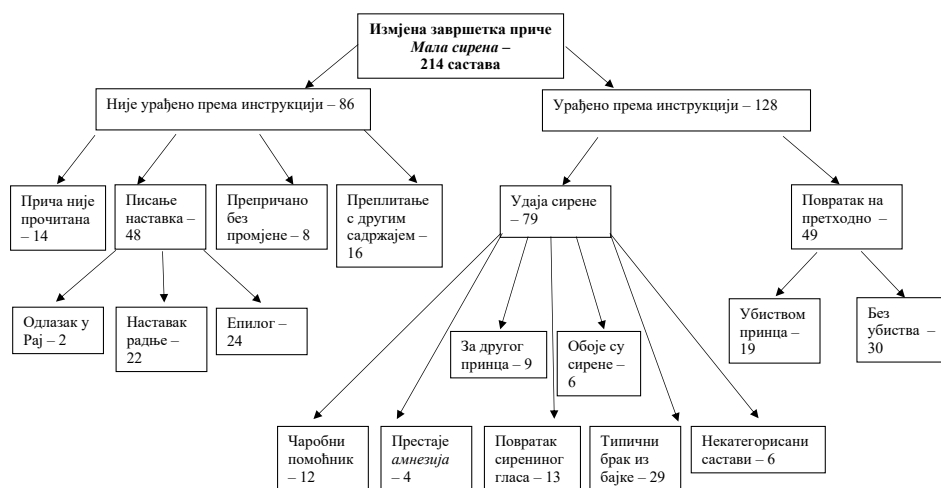 Измјена завршетка приче
Мала сирена –
214 састава
Није урађено према инструкцији – 86
Урађено према инструкцији – 128
Прича није
прочитана
– 14
Писање
наставка –
48
Препричано
без
промјене – 8
Преплитање
с другим
садржајем –
16
Удаја сирене
– 79
Повратак на
претходно –
49
Одлазак у
Рај – 2
Наставак
радње –
22
Епилог –
24
За другог
принца – 9
Обоје су
сирене –
6
Убиством
принца –
19
Без
убиства –
30
Чаробни
помоћник
– 12
Престаје
амнезија
– 4
Повратак
сирениног
гласа – 13
Типични
брак из
бајке – 29
Некатегорисани
састави – 6